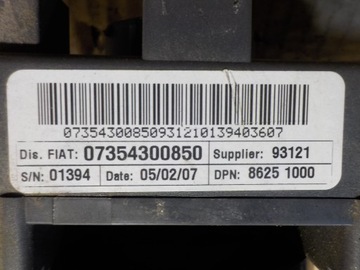 07354300850931210139403607
Dis. FIAT: 07354300850 Supplier: 93121
S/N: 01394 Date: 05/02/07 DPN: 8625 1000